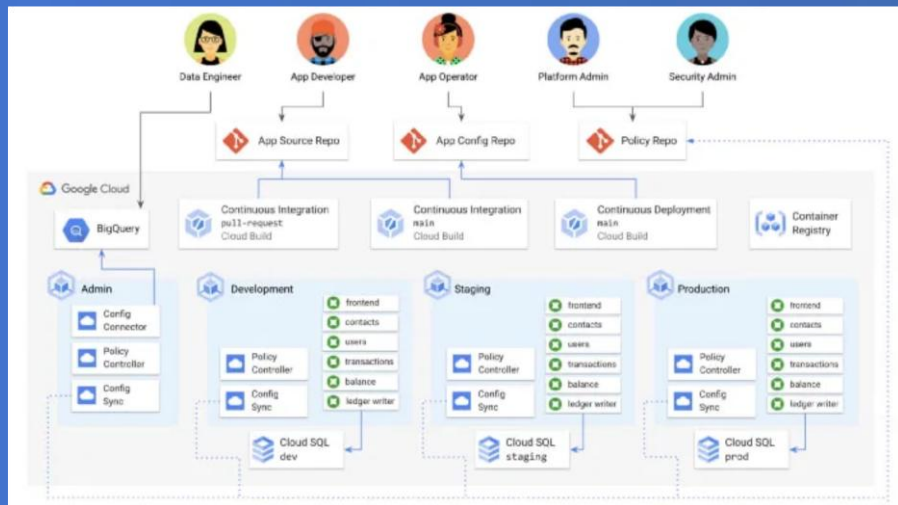 Data Engineer
App Developer
App Operator
Platform Admin
Security Admin
App Source Repo
App Config Repo
Policy Repo
Google Cloud
BigQuery
Continuous Integration
pull-request
Cloud Build
Continuous Integration
main
Cloud Build
Continuous Deployment
main
Cloud Build
Container
Registry
Admin
Config
Connector
Policy
Controller
Config
Sync
Development
frontend
contacts
users
transactions
balance
ledger writer
Policy
Controller
Config
Sync
Cloud SQL
dev
Staging
frontend
contacts
users
transactions
balance
ledger writer
Policy
Controller
Config
Sync
Cloud SQL
staging
Production
frontend
contacts
users
transactions
balance
ledger writer
Policy
Controller
Config
Sync
Cloud SQL
prod